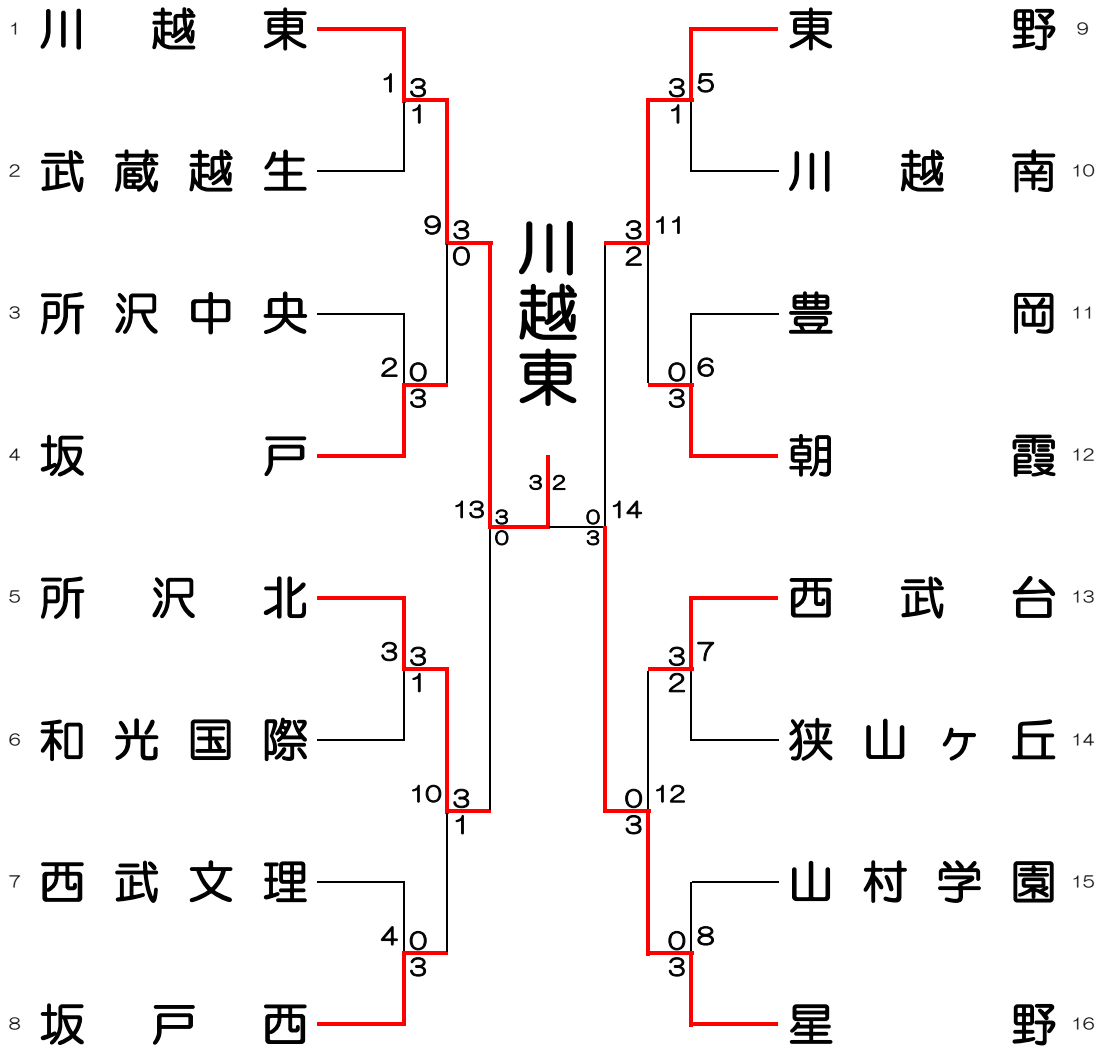 1 川越東
東野 9
1 3
3 5
1
1
2 武蔵越生
川越南 10
9 3
3 11
0
2
川越東
3 所沢中央
豊岡 11
2 0
0 6
3
3
4 坂戸
朝霞 12
3 2
13 3
0 14
0
3
5 所沢北
西武台 13
3 3
3 7
1
2
6 和光国際
狭山ヶ丘 14
10 3
0 12
1
3
7 西武文理
山村学園 15
4 0
0 8
3
3
8 坂戸西
星野 16